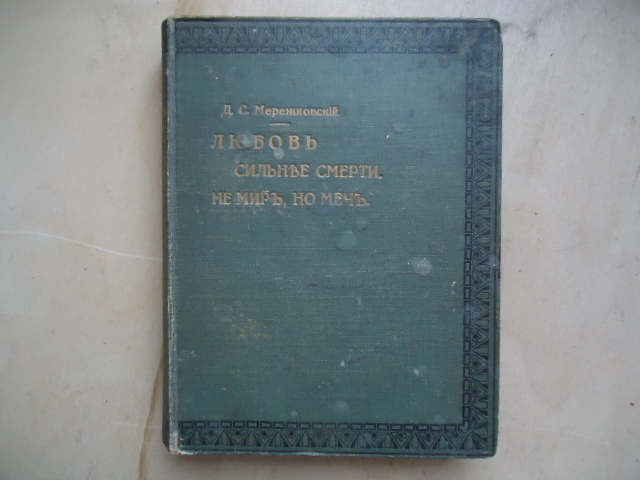 Д. С. Мережковскій
ЛЮБОВЬ
СИЛЬНѢЕ СМЕРТИ.
НЕ МИРЪ, НО МЕЧЪ.